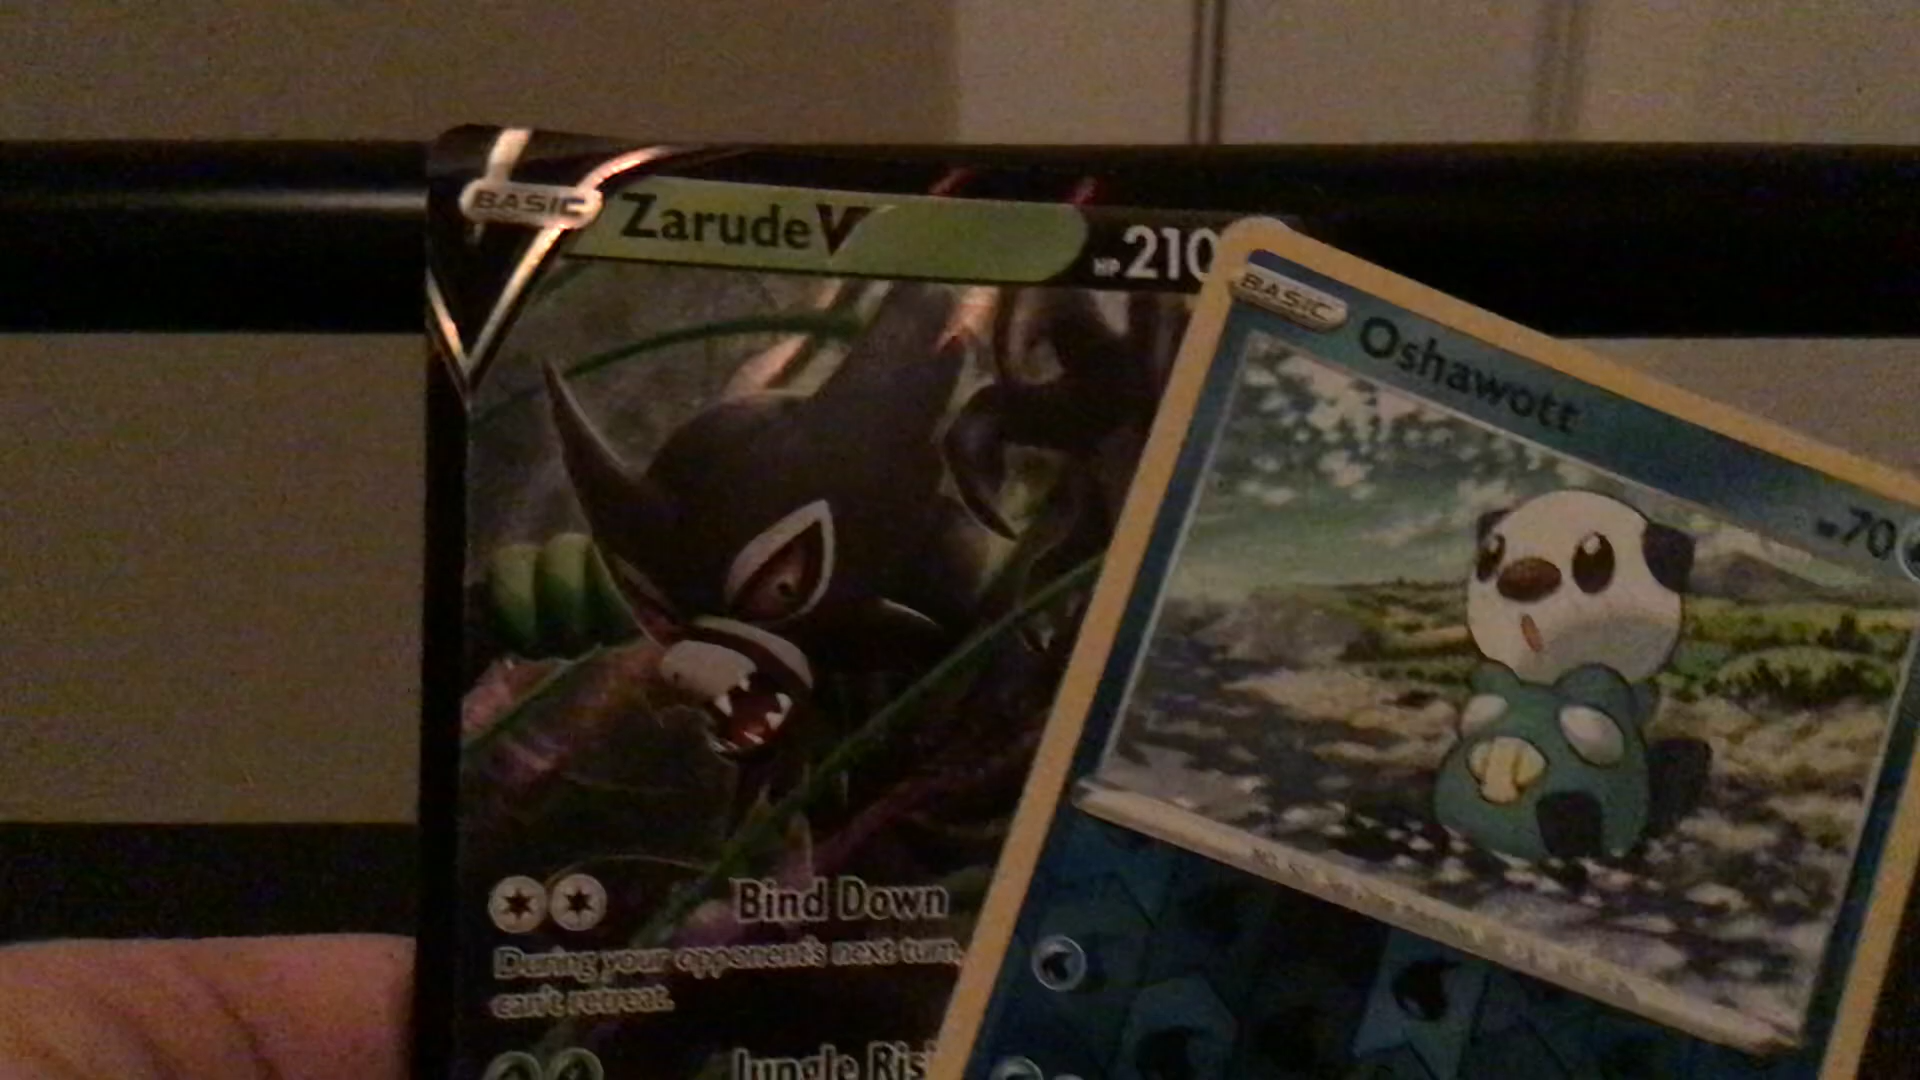 BASIC Zarude V HP 210
Bind Down
During your opponent's next turn,
can't retreat.
Jungle Ris
BASIC Oshawott
70